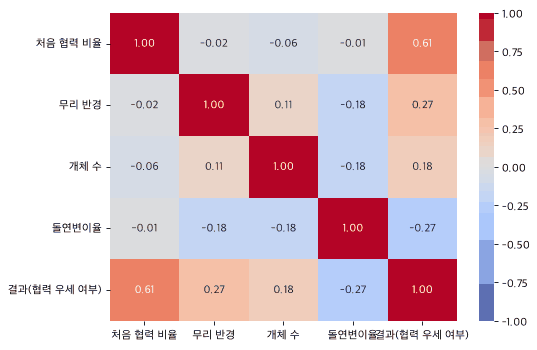 처음 협력 비율 1.00 -0.02 -0.06 -0.01 0.61
무리 반경 -0.02 1.00 0.11 -0.18 0.27
개체 수 -0.06 0.11 1.00 -0.18 0.18
돌연변이율 -0.01 -0.18 -0.18 1.00 -0.27
결과(협력 우세 여부) 0.61 0.27 0.18 -0.27 1.00
처음 협력 비율 무리 반경 개체 수 돌연변이율 결과(협력 우세 여부)
1.00
0.75
0.50
0.25
0.00
-0.25
-0.50
-0.75
-1.00